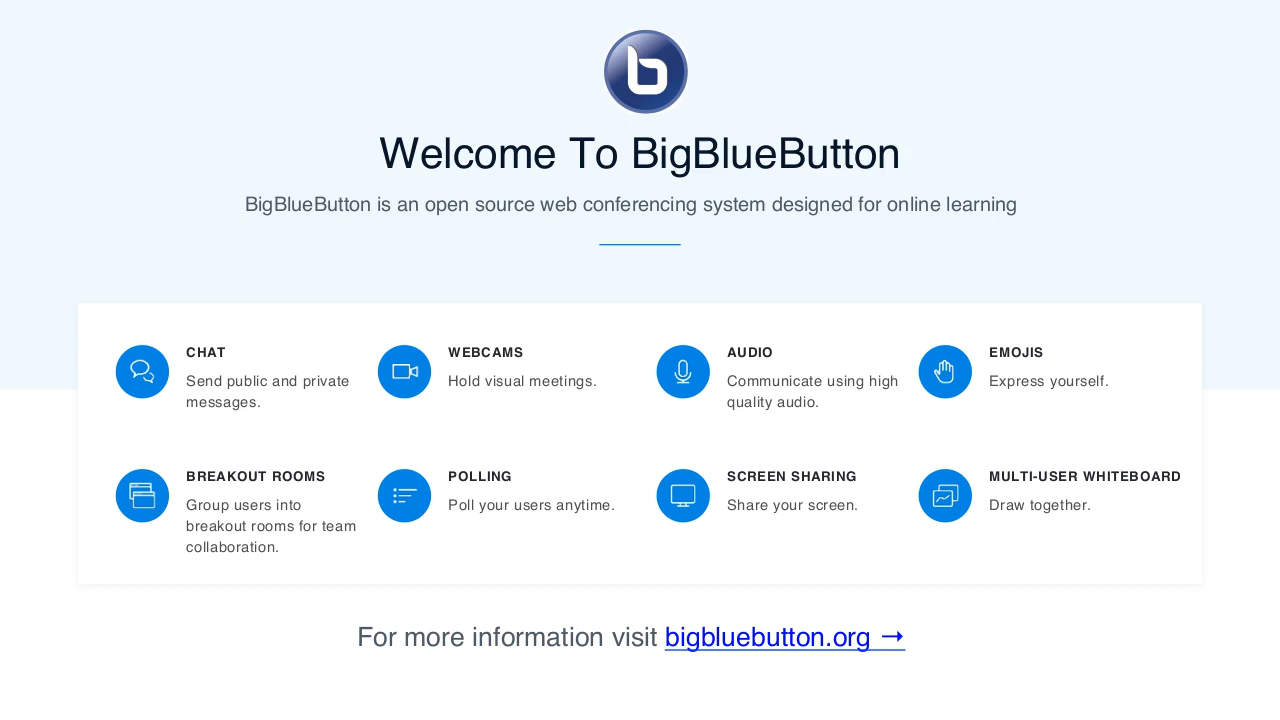 Welcome To BigBlueButton
BigBlueButton is an open source web conferencing system designed for online learning
CHAT
Send public and private
messages.
WEBCAMS
Hold visual meetings.
AUDIO
Communicate using high
quality audio.
EMOJIS
Express yourself.
BREAKOUT ROOMS
Group users into
breakout rooms for team
collaboration.
POLLING
Poll your users anytime.
SCREEN SHARING
Share your screen.
MULTI-USER WHITEBOARD
Draw together.
For more information visit bigbluebutton.org →